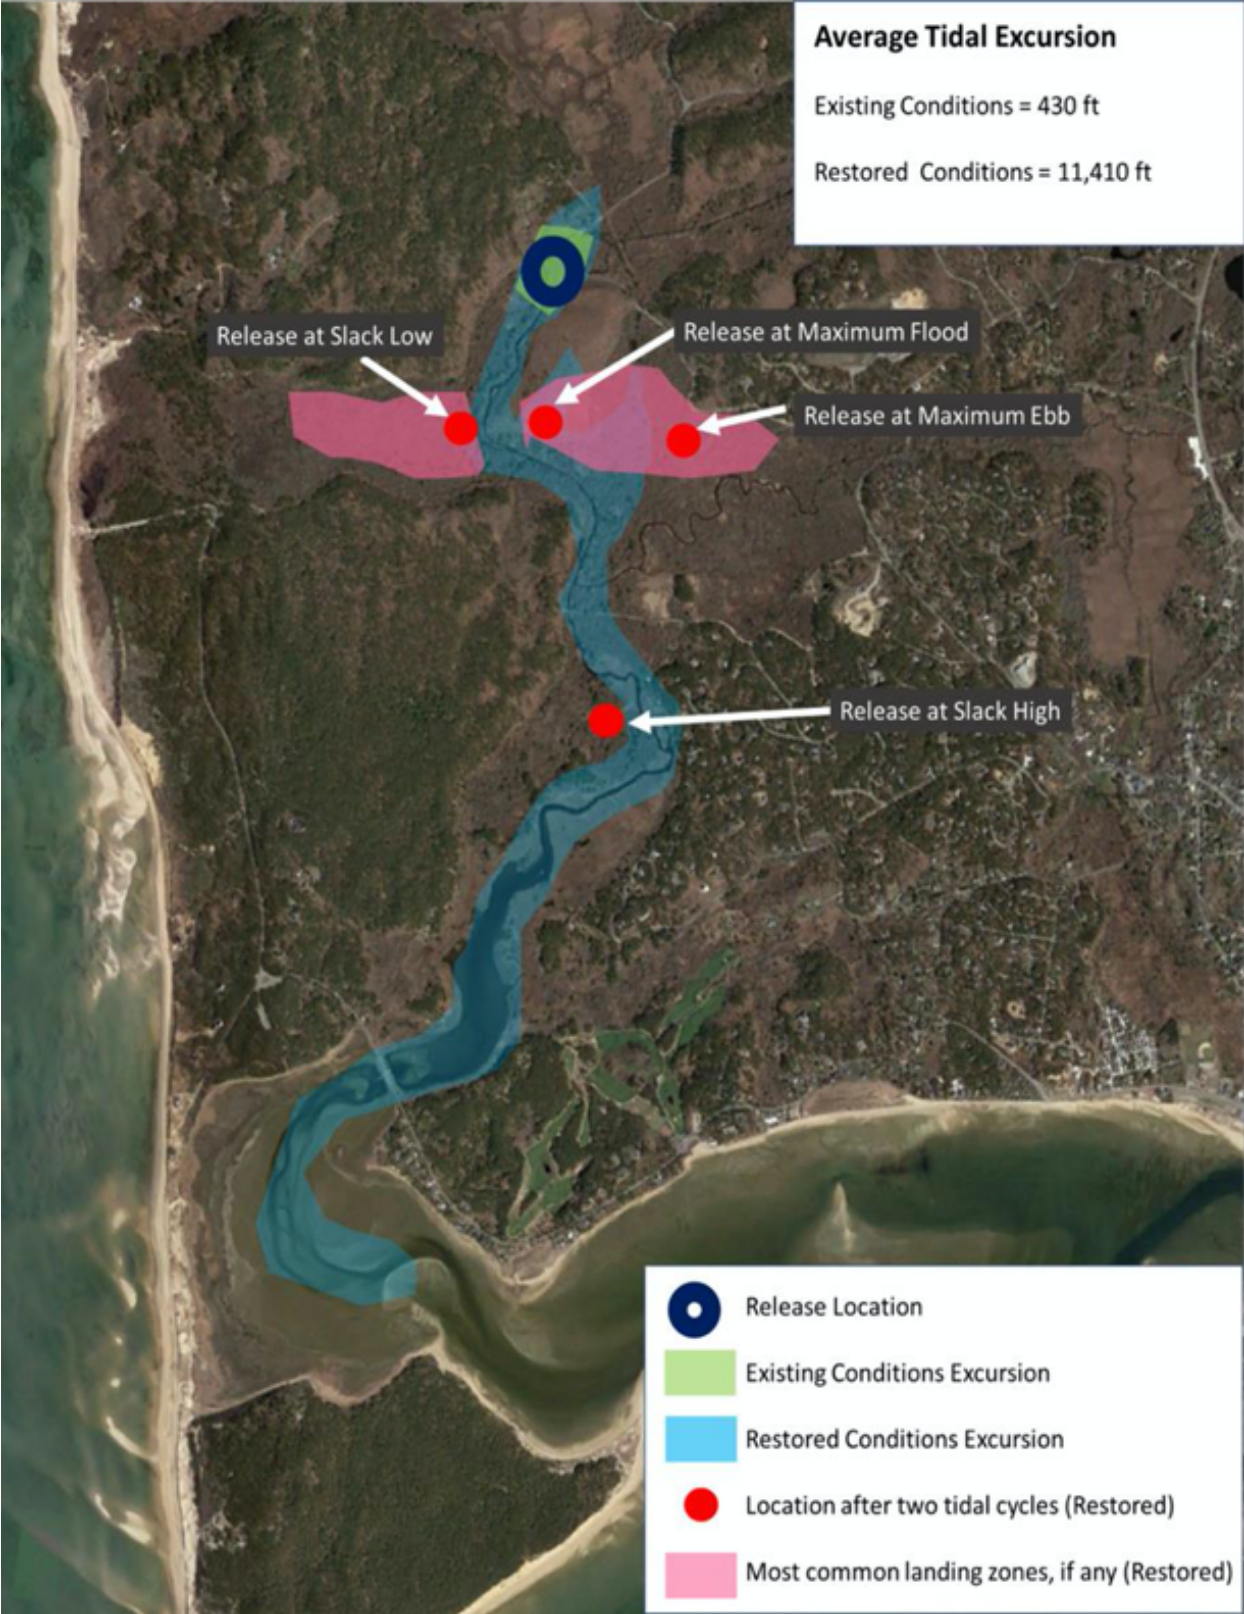 Average Tidal Excursion
Existing Conditions = 430 ft
Restored Conditions = 11,410 ft
Release at Slack Low
Release at Maximum Flood
Release at Maximum Ebb
Release at Slack High
Release Location
Existing Conditions Excursion
Restored Conditions Excursion
Location after two tidal cycles (Restored)
Most common landing zones, if any (Restored)